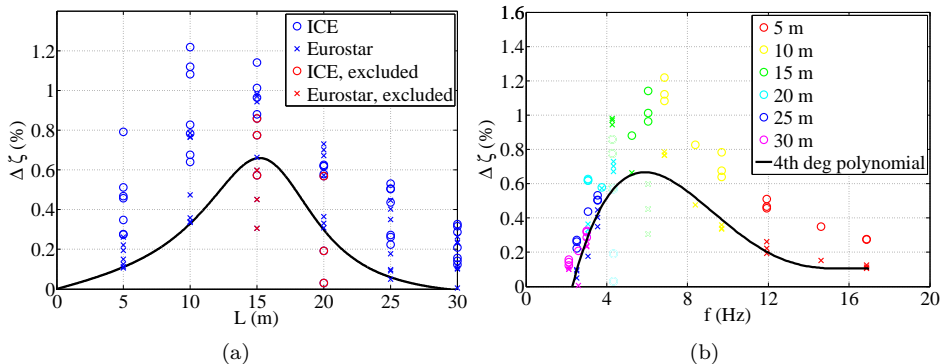 ICE
Eurostar
ICE, excluded
Eurostar, excluded
1.2
1
0.8
0.6
0.4
0.2
0
Δ ζ (%)
0 5 10 15 20 25 30
L (m)
(a)
5 m
10 m
15 m
20 m
25 m
30 m
4th deg polynomial
1.6
1.4
1.2
1
0.8
0.6
0.4
0.2
0
Δ ζ (%)
0 4 8 12 16 20
f (Hz)
(b)